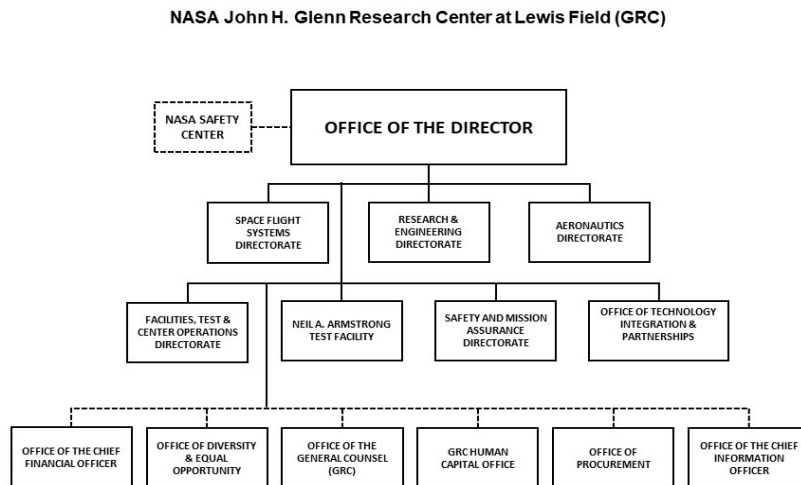 NASA John H. Glenn Research Center at Lewis Field (GRC)
NASA SAFETY
CENTER
OFFICE OF THE DIRECTOR
SPACE FLIGHT
SYSTEMS
DIRECTORATE
RESEARCH &
ENGINEERING
DIRECTORATE
AERONAUTICS
DIRECTORATE
FACILITIES, TEST &
CENTER OPERATIONS
DIRECTORATE
NEIL A. ARMSTRONG
TEST FACILITY
SAFETY AND MISSION
ASSURANCE
DIRECTORATE
OFFICE OF TECHNOLOGY
INTEGRATION &
PARTNERSHIPS
OFFICE OF THE CHIEF
FINANCIAL OFFICER
OFFICE OF DIVERSITY
& EQUAL
OPPORTUNITY
OFFICE OF THE
GENERAL COUNSEL
(GRC)
GRC HUMAN
CAPITAL OFFICE
OFFICE OF
PROCUREMENT
OFFICE OF THE CHIEF
INFORMATION
OFFICER